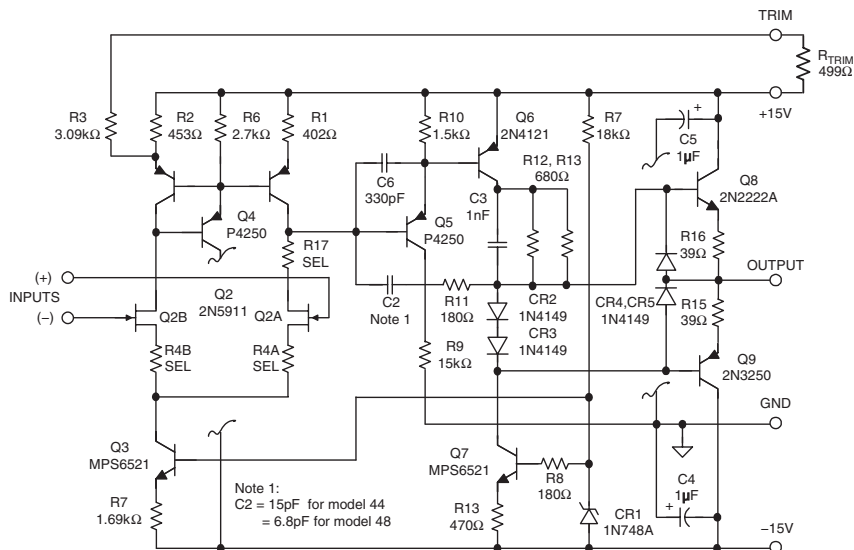 TRIM
R_TRIM
499Ω
+15V
R3
3.09kΩ
R2
453Ω
R6
2.7kΩ
R1
402Ω
R10
1.5kΩ
Q6
2N4121
R7
18kΩ
C5
1µF
+
R12, R13
680Ω
Q8
2N2222A
C6
330pF
C3
1nF
Q4
P4250
Q5
P4250
R17
SEL
R16
39Ω
(+)
INPUTS
(–)
Q2
2N5911
OUTPUT
C2
Note 1
R11
180Ω
CR2
1N4149
CR4,CR5
1N4149
R15
39Ω
Q2B
Q2A
CR3
1N4149
R4B
SEL
R4A
SEL
R9
15kΩ
Q9
2N3250
GND
Q3
MPS6521
Q7
MPS6521
R8
180Ω
C4
1µF
+
R7
1.69kΩ
Note 1:
C2 = 15pF for model 44
= 6.8pF for model 48
R13
470Ω
CR1
1N748A
–15V